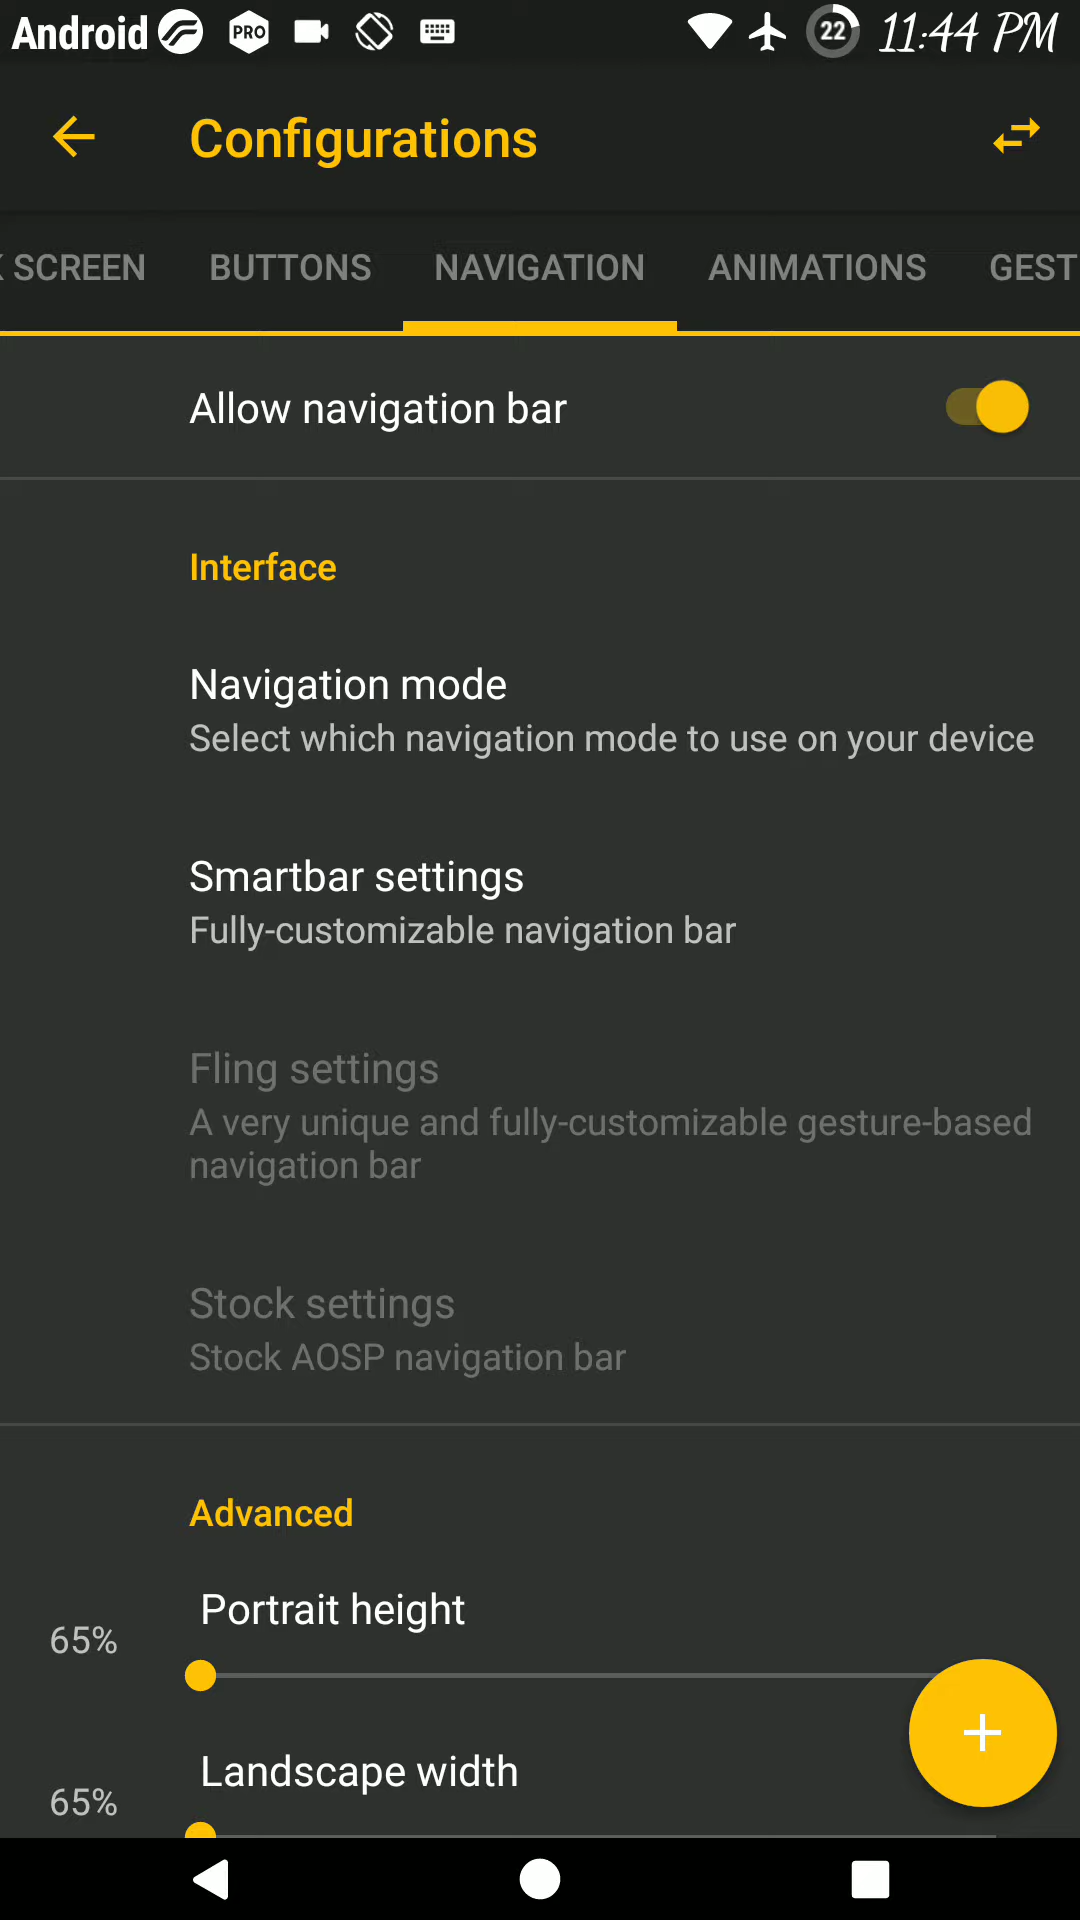 Android PRO 22 11:44 PM
Configurations
SCREEN BUTTONS NAVIGATION ANIMATIONS GEST
Allow navigation bar
Interface
Navigation mode
Select which navigation mode to use on your device
Smartbar settings
Fully-customizable navigation bar
Fling settings
A very unique and fully-customizable gesture-based
navigation bar
Stock settings
Stock AOSP navigation bar
Advanced
Portrait height
65%
Landscape width
65%